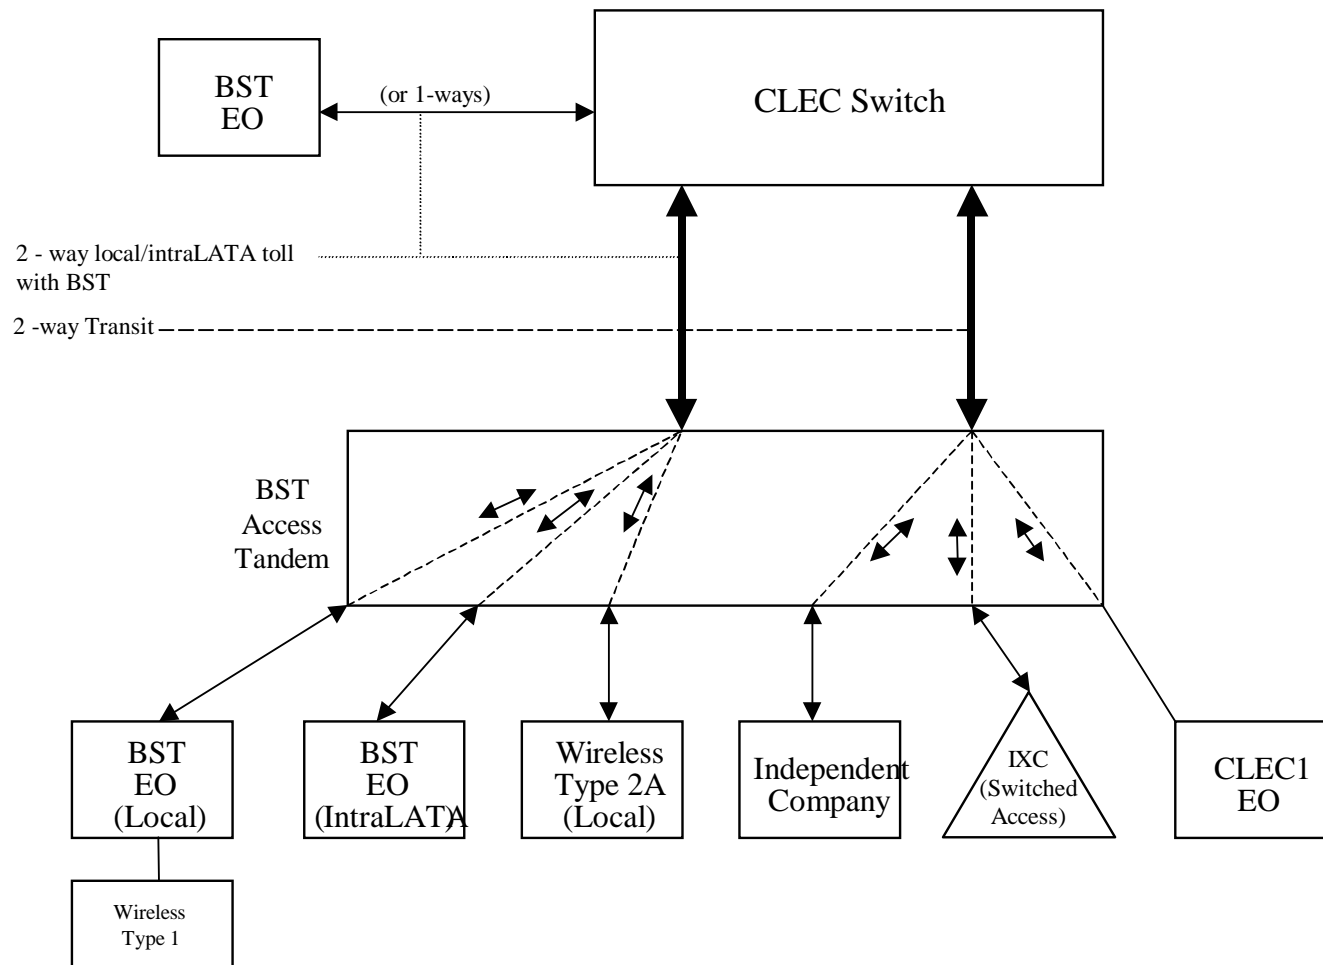 BST
EO
(or 1-ways)
CLEC Switch
2 - way local/intraLATA toll
with BST
2 -way Transit
BST
Access
Tandem
BST
EO
(Local)
BST
EO
(IntraLATA)
Wireless
Type 2A
(Local)
Independent
Company
IXC
(Switched
Access)
CLEC1
EO
Wireless
Type 1